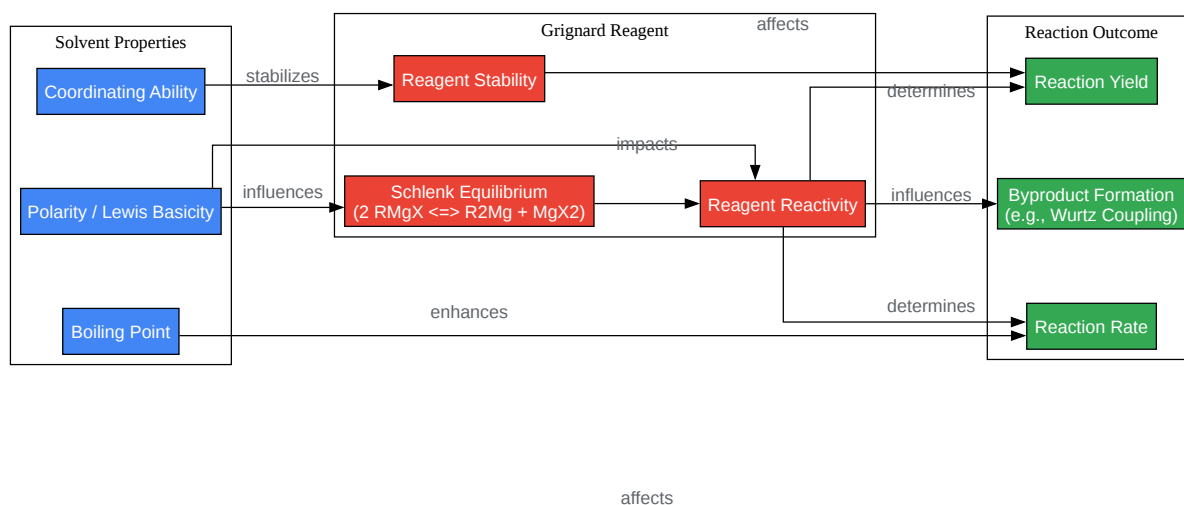 Solvent Properties
Coordinating Ability
Polarity / Lewis Basicity
Boiling Point
stabilizes
influences
impacts
enhances
Grignard Reagent
Reagent Stability
Schlenk Equilibrium
(2 RMgX <=> R2Mg + MgX2)
Reagent Reactivity
affects
determines
influences
determines
Reaction Outcome
Reaction Yield
Byproduct Formation
(e.g., Wurtz Coupling)
Reaction Rate
affects